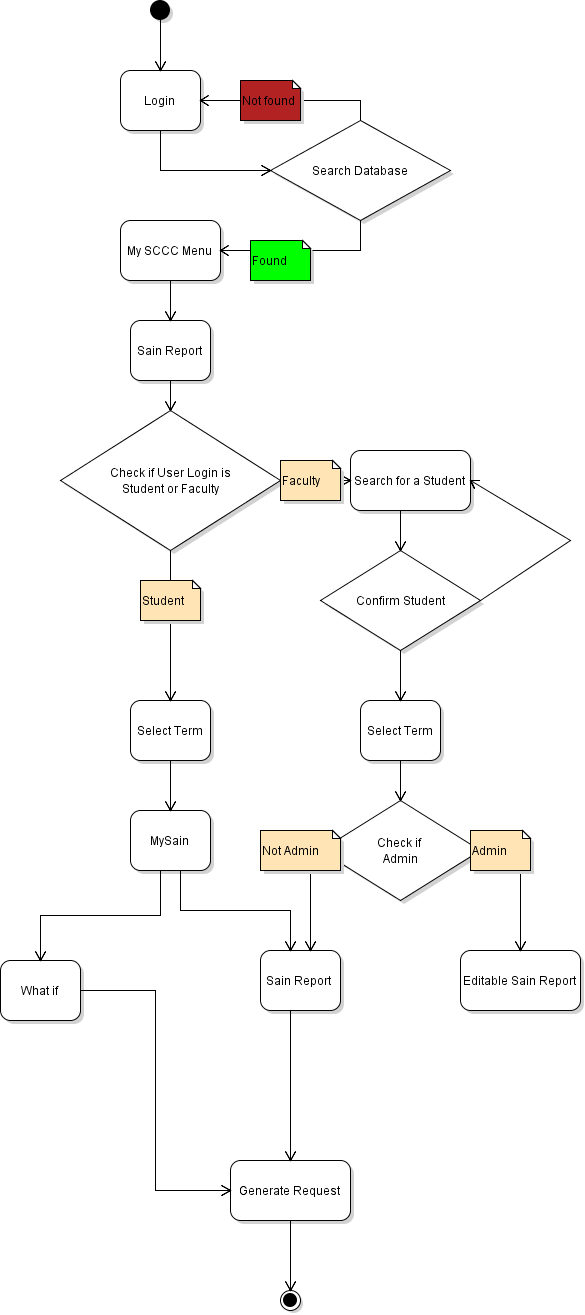 Login
Not found
Search Database
My SCCC Menu
Found
Sain Report
Check if User Login is
Student or Faculty
Faculty
Search for a Student
Student
Confirm Student
Select Term
Select Term
MySain
Not Admin
Check if
Admin
Admin
What if
Sain Report
Editable Sain Report
Generate Request